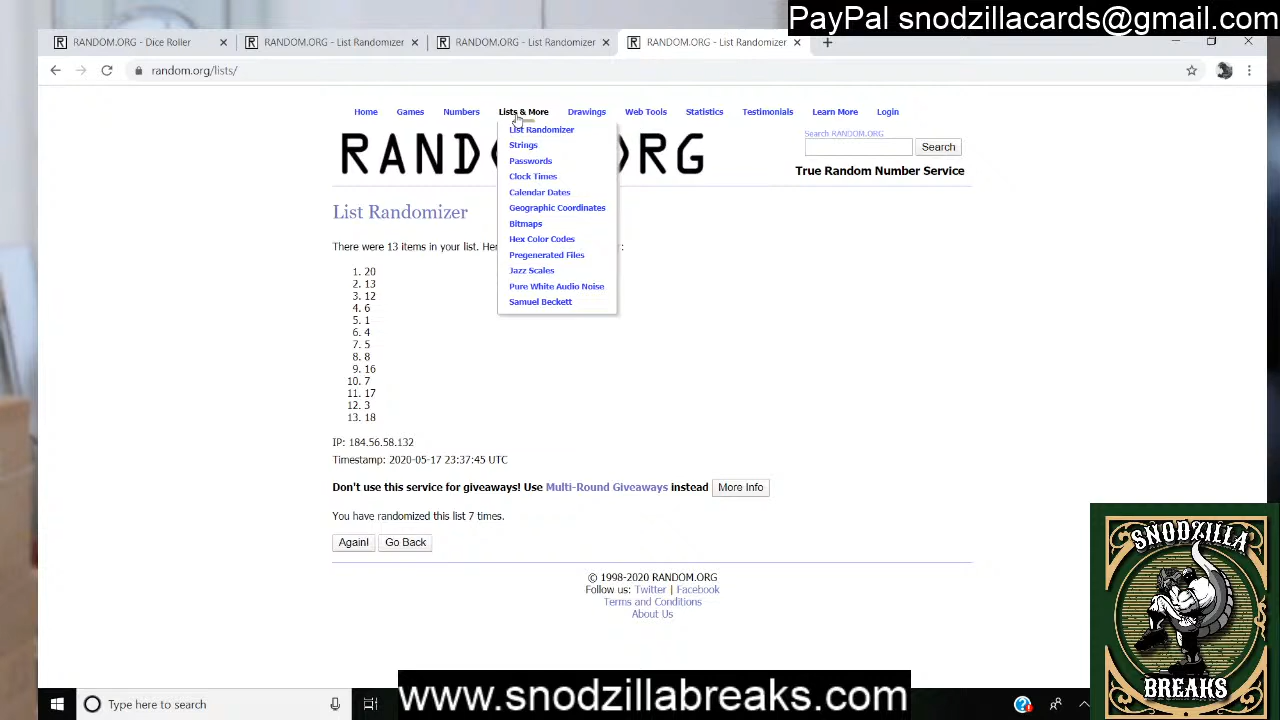 PayPal snodzillacards@gmail.com
RANDOM.ORG - Dice Roller
RANDOM.ORG - List Randomizer
RANDOM.ORG - List Randomizer
RANDOM.ORG - List Randomizer
random.org/lists/
Home Games Numbers Lists & More Drawings Web Tools Statistics Testimonials Learn More Login
List Randomizer
Strings
Passwords
Clock Times
Calendar Dates
Geographic Coordinates
Bitmaps
Hex Color Codes
Pregenerated Files
Jazz Scales
Pure White Audio Noise
Samuel Beckett
Search RANDOM.ORG
Search
True Random Number Service
List Randomizer
There were 13 items in your list.
1. 20
2. 13
3. 12
4. 6
5. 1
6. 4
7. 5
8. 8
9. 16
10. 7
11. 17
12. 3
13. 18
IP: 184.56.58.132
Timestamp: 2020-05-17 23:37:45 UTC
Don't use this service for giveaways! Use Multi-Round Giveaways instead More Info
You have randomized this list 7 times.
Again! Go Back
© 1998-2020 RANDOM.ORG
Follow us: Twitter | Facebook
Terms and Conditions
About Us
SNODZILLA
BREAKS
Type here to search
www.snodzillabreaks.com